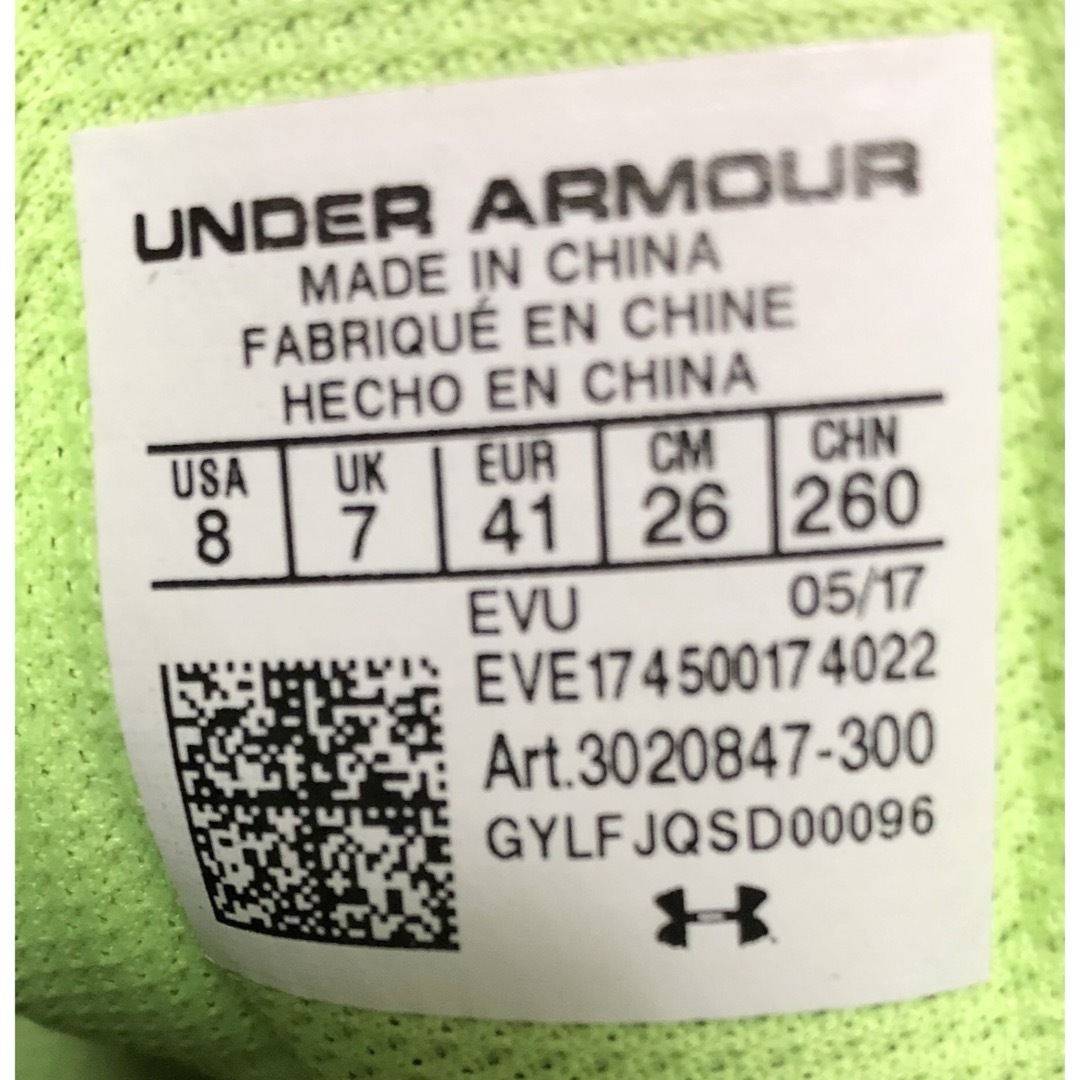 UNDER ARMOUR
MADE IN CHINA
FABRIQUÉ EN CHINE
HECHO EN CHINA
USA UK EUR CM CHN
8 7 41 26 260
EVU 05/17
EVE174500174022
Art.3020847-300
GYLFJQSD00096